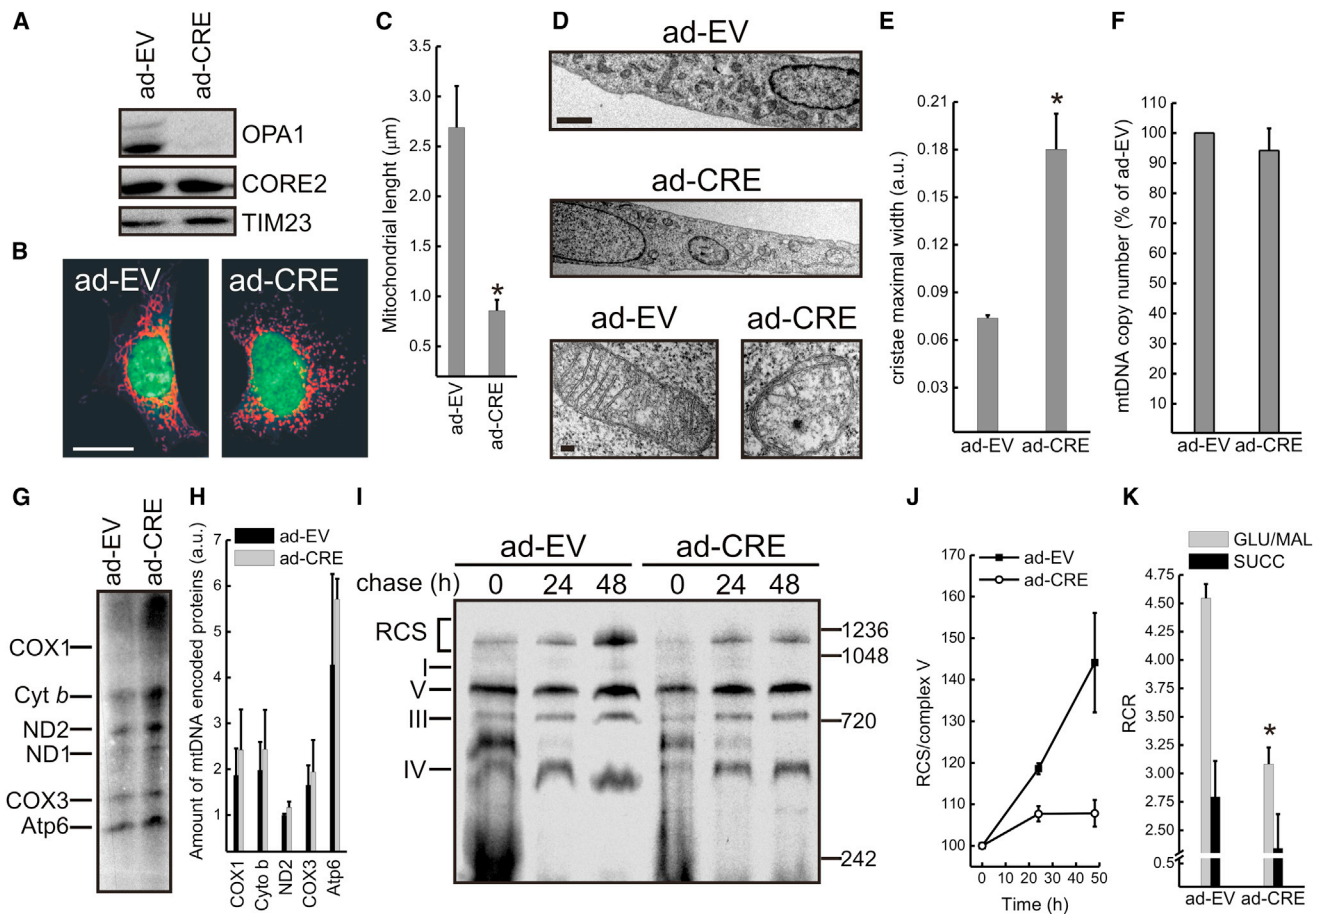 A
ad-EV
ad-CRE
OPA1
CORE2
TIM23
B
ad-EV
ad-CRE
C
Mitochondrial lenght (μm)
3.5
3.0
2.5
2.0
1.5
1.0
0.5
*
ad-EV
ad-CRE
D
ad-EV
ad-CRE
ad-EV
ad-CRE
E
cristae maximal width (a.u.)
0.21
0.18
0.15
0.12
0.09
0.06
0.03
*
ad-EV
ad-CRE
F
mtDNA copy number (% of ad-EV)
110
100
90
80
70
60
50
40
30
20
10
ad-EV
ad-CRE
G
ad-EV
ad-CRE
COX1
Cyt b
ND2
ND1
COX3
Atp6
H
ad-EV
ad-CRE
Amount of mtDNA encoded proteins (a.u.)
7
6
5
4
3
2
1
COX1
Cyto b
ND2
COX3
Atp6
I
ad-EV
ad-CRE
chase (h)
0 24 48 0 24 48
RCS
I
V
III
IV
1236
1048
720
242
J
ad-EV
ad-CRE
RCS/complex V
170
160
150
140
130
120
110
100
0 10 20 30 40 50
Time (h)
K
GLU/MAL
SUCC
RCR
4.75
4.50
4.25
4.00
3.75
3.50
3.25
3.00
2.75
2.50
0.5
*
ad-EV
ad-CRE